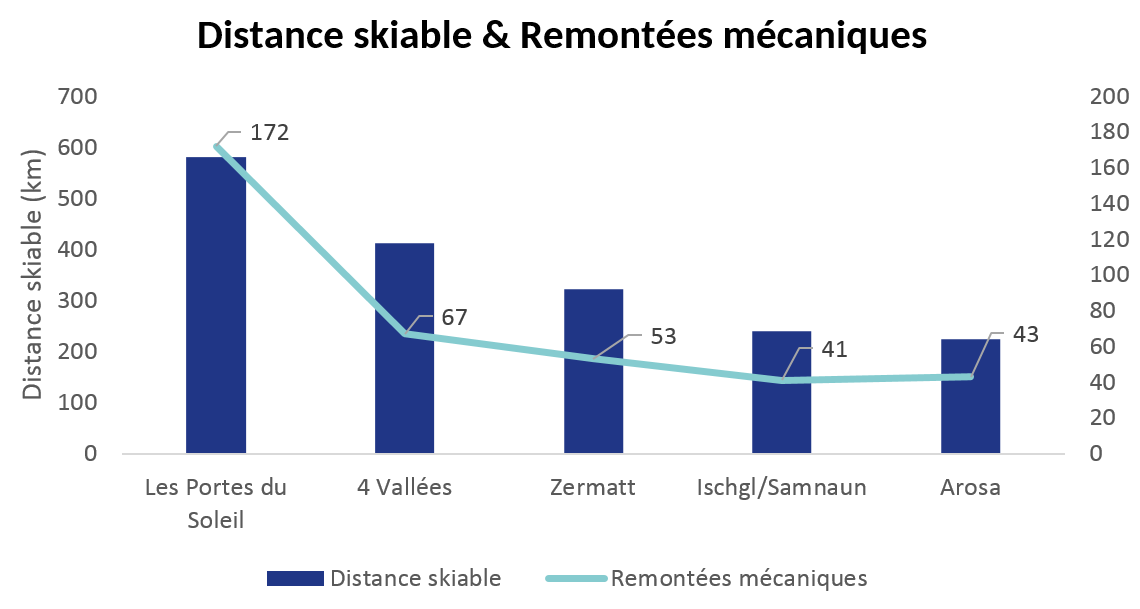 Distance skiable & Remontées mécaniques
700
600
500
400
300
200
100
0
Distance skiable (km)
200
180
160
140
120
100
80
60
40
20
0
172
67
53
41
43
Les Portes du
Soleil
4 Vallées
Zermatt
Ischgl/Samnaun
Arosa
Distance skiable
Remontées mécaniques